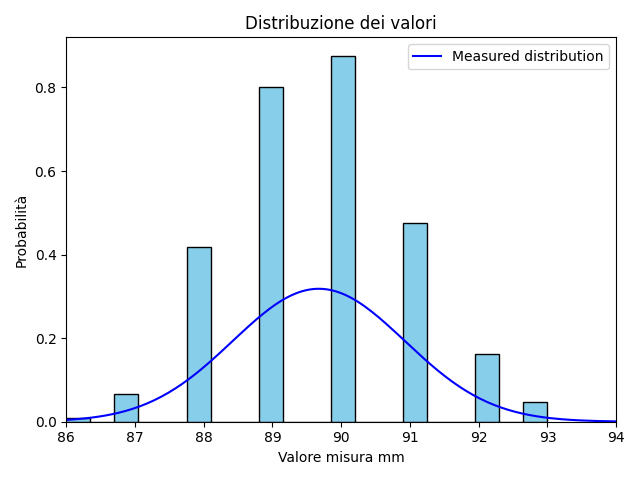 Distribuzione dei valori
Measured distribution
Probabilità
0.8
0.6
0.4
0.2
0.0
86 87 88 89 90 91 92 93 94
Valore misura mm